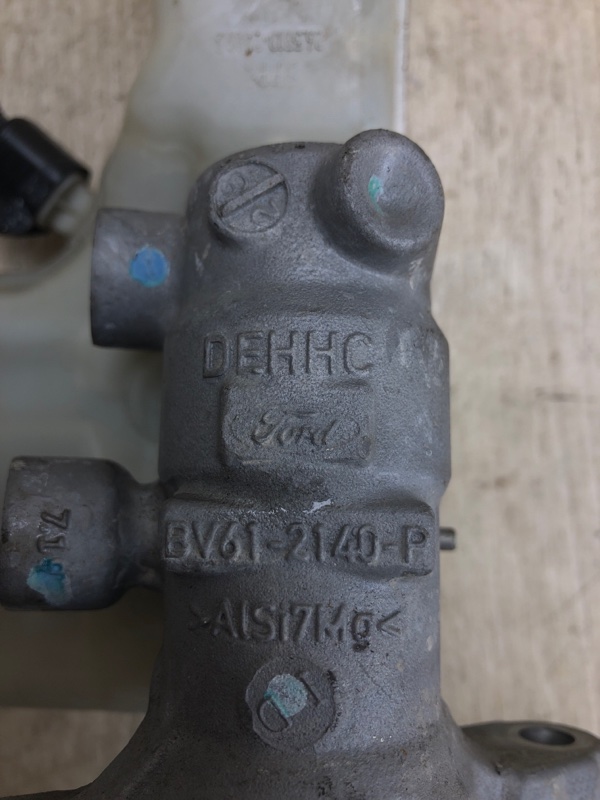 DEHHC
Ford
BV61-2140-P
>AlSi7Mg<